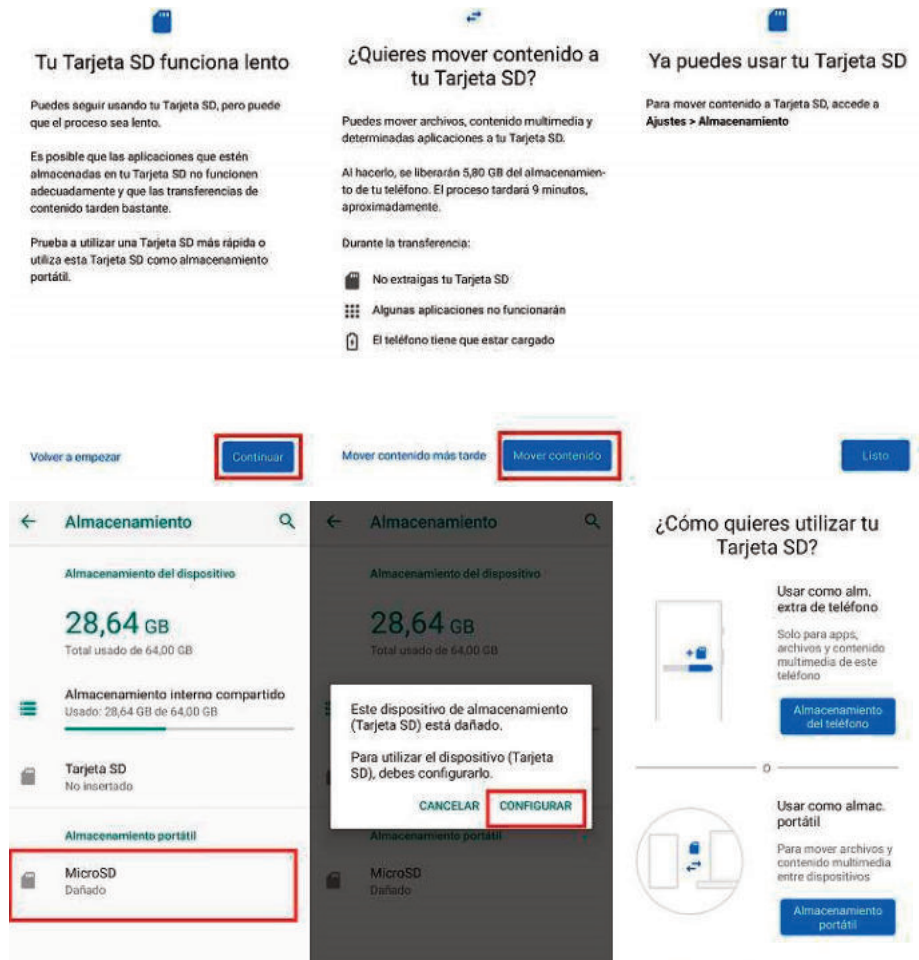 Tu Tarjeta SD funciona lento
Puedes seguir usando tu Tarjeta SD, pero puede
que el proceso sea lento.
Es posible que las aplicaciones que estén
almacenadas en tu Tarjeta SD no funcionen
adecuadamente y que las transferencias de
contenido tarden bastante.
Prueba a utilizar una Tarjeta SD más rápida o
utiliza esta Tarjeta SD como almacenamiento
portátil.
Volver a empezar
Continuar
¿Quieres mover contenido a
tu Tarjeta SD?
Puedes mover archivos, contenido multimedia y
determinadas aplicaciones a tu Tarjeta SD.
Al hacerlo, se liberarán 5,80 GB del almacenamien-
to de tu teléfono. El proceso tardará 9 minutos,
aproximadamente.
Durante la transferencia:
No extraigas tu Tarjeta SD
Algunas aplicaciones no funcionarán
El teléfono tiene que estar cargado
Mover contenido más tarde
Mover contenido
Ya puedes usar tu Tarjeta SD
Para mover contenido a Tarjeta SD, accede a
Ajustes > Almacenamiento
Listo
Almacenamiento
Almacenamiento del dispositivo
28,64 GB
Total usado de 64,00 GB
Almacenamiento interno compartido
Usado: 28,64 GB de 64,00 GB
Tarjeta SD
No insertado
Almacenamiento portátil
MicroSD
Dañado
Almacenamiento
Almacenamiento del dispositivo
28,64 GB
Total usado de 64,00 GB
Este dispositivo de almacenamiento
(Tarjeta SD) está dañado.
Para utilizar el dispositivo (Tarjeta
SD), debes configurarlo.
CANCELAR
CONFIGURAR
Almacenamiento portátil
MicroSD
Dañado
¿Cómo quieres utilizar tu
Tarjeta SD?
Usar como alm.
extra de teléfono
Solo para apps,
archivos y contenido
multimedia de este
teléfono
Almacenamiento
del teléfono
o
Usar como almac.
portátil
Para mover archivos y
contenido multimedia
entre dispositivos
Almacenamiento
portátil